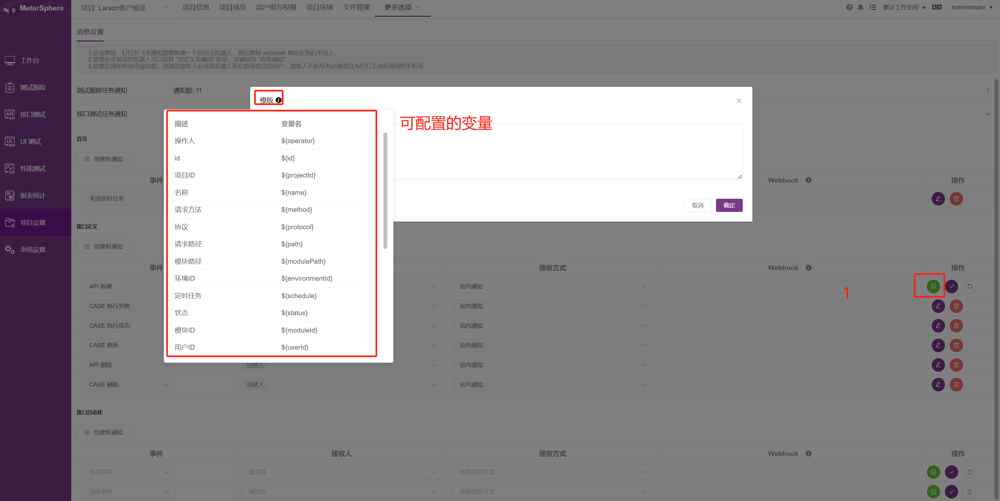 MeterSphere
项目: Larson客户验证
项目信息
项目成员
用户组与权限
项目环境
文件管理
更多选项
默认工作空间
Administrator
工作台
测试跟踪
接口测试
UI 测试
性能测试
报表统计
项目设置
系统设置
消息设置
1.企业微信、钉钉及飞书通知需要新建一个自定义机器人，然后复制 webhook 地址在我们平台上;
2.需要安全验证的机器人可以选择 “自定义关键词” 验证，关键词为 “消息通知”;
3.如需在通知中使用@功能，选择的接收人必须是机器人所在群里包含的用户，接收人手机号为必填项目为钉钉企业所使用的手机号
测试跟踪任务通知 通知数: 11
接口测试任务通知
模版
可配置的变量
描述 变量名
操作人 ${operator}
id ${id}
项目ID ${projectId}
名称 ${name}
请求方法 ${method}
协议 ${protocol}
请求路径 ${path}
模块路径 ${modulePath}
环境ID ${environmentId}
定时任务 ${schedule}
状态 ${status}
模块ID ${moduleId}
用户ID ${userId}
取消 确定
首页
创建新通知
事件 Webhook 操作
关闭定时任务
接口定义
创建新通知
事件 接收方式 Webhook 操作
API 新建 站内通知
1
CASE 执行失败 站内通知
CASE 执行成功 站内通知
CASE 更新 站内通知
API 删除 创建人 站内通知
CASE 删除 创建人 站内通知
接口自动化
创建新通知
事件 接收人 接收方式 Webhook 操作
选择事件 请选择 选择接收方式
选择事件 请选择 选择接收方式